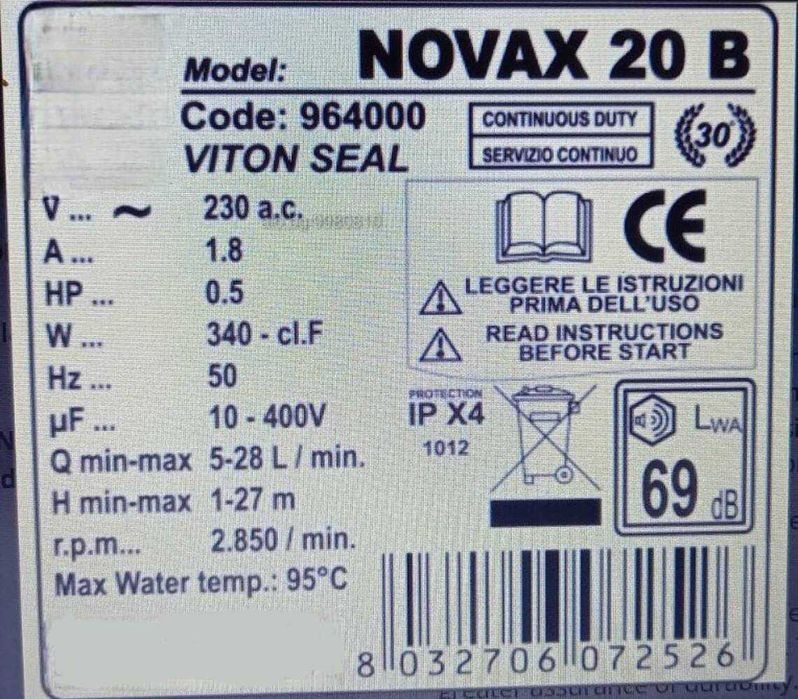 Model: NOVAX 20 B
Code: 964000
VITON SEAL
CONTINUOUS DUTY
SERVIZIO CONTINUO
30
V ... ~ 230 a.c.
A ... 1.8
HP ... 0.5
W ... 340 - cl.F
Hz ... 50
µF ... 10 - 400V
Q min-max 5-28 L / min.
H min-max 1-27 m
r.p.m... 2.850 / min.
Max Water temp.: 95°C
CE
LEGGERE LE ISTRUZIONI
PRIMA DELL'USO
READ INSTRUCTIONS
BEFORE START
PROTECTION
IP X4
1012
LWA
69 dB
8 032706 072526